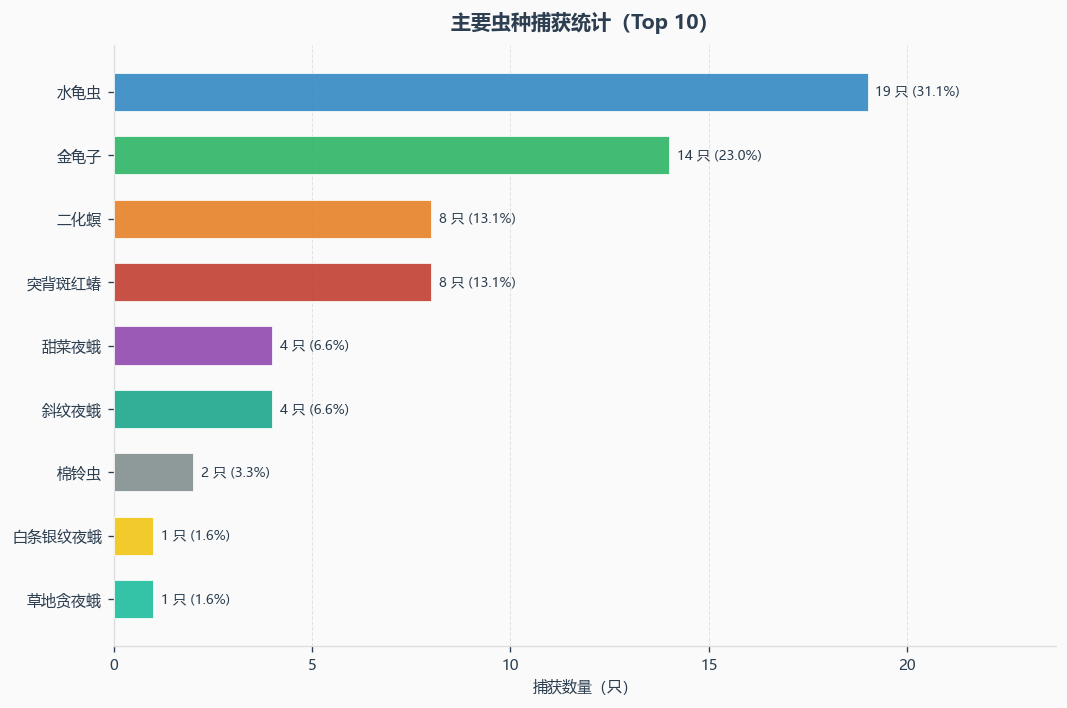 主要虫种捕获统计（Top 10）
水龟虫 19 只 (31.1%)
金龟子 14 只 (23.0%)
二化螟 8 只 (13.1%)
突背斑红蝽 8 只 (13.1%)
甜菜夜蛾 4 只 (6.6%)
斜纹夜蛾 4 只 (6.6%)
棉铃虫 2 只 (3.3%)
白条银纹夜蛾 1 只 (1.6%)
草地贪夜蛾 1 只 (1.6%)
0 5 10 15 20
捕获数量（只）